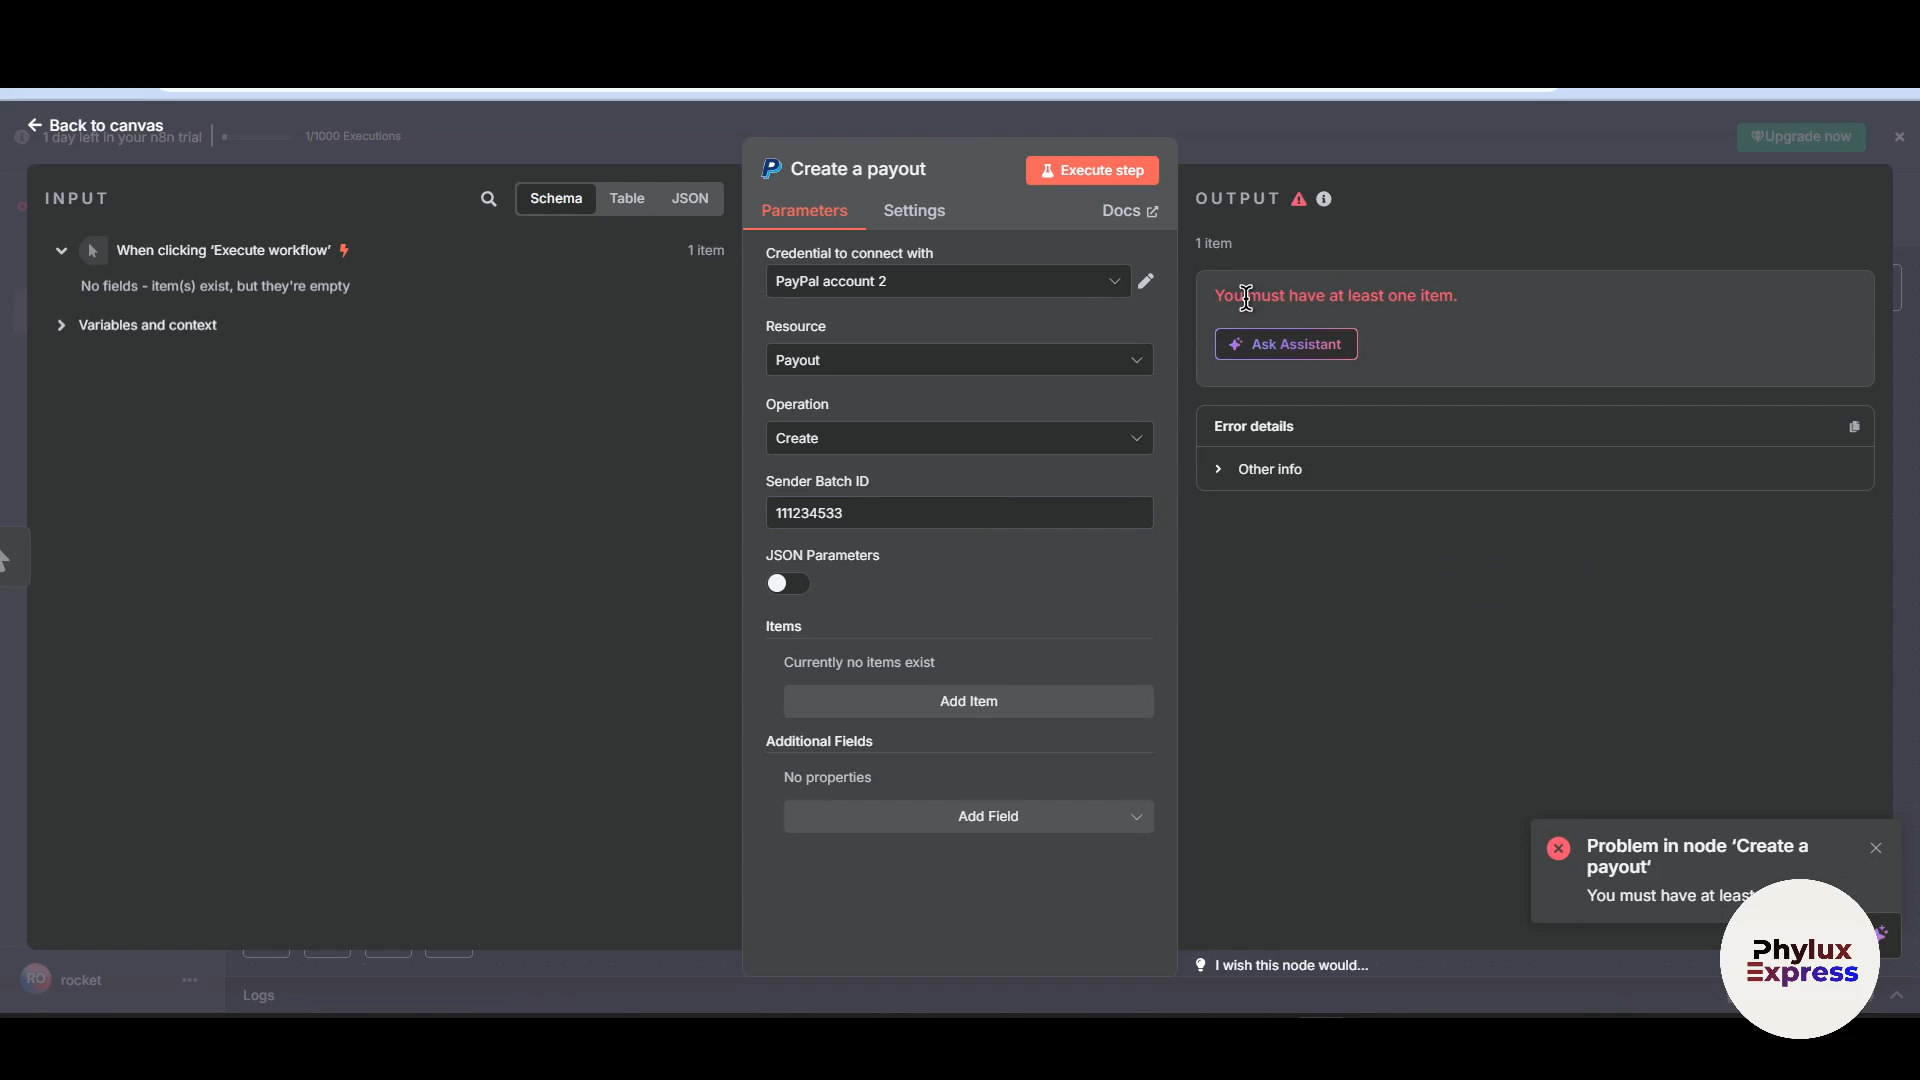 Back to canvas
1 day left in your n8n trial
1/1000 Executions
Upgrade now
INPUT
Schema
Table
JSON
When clicking ‘Execute workflow’
1 item
No fields - item(s) exist, but they're empty
Variables and context
Create a payout
Execute step
Parameters
Settings
Docs
Credential to connect with
PayPal account 2
Resource
Payout
Operation
Create
Sender Batch ID
111234533
JSON Parameters
Items
Currently no items exist
Add Item
Additional Fields
No properties
Add Field
OUTPUT
1 item
You must have at least one item.
Ask Assistant
Error details
Other info
Problem in node ‘Create a
payout‘
You must have at least
I wish this node would...
RO
rocket
Logs
Phylux
Express